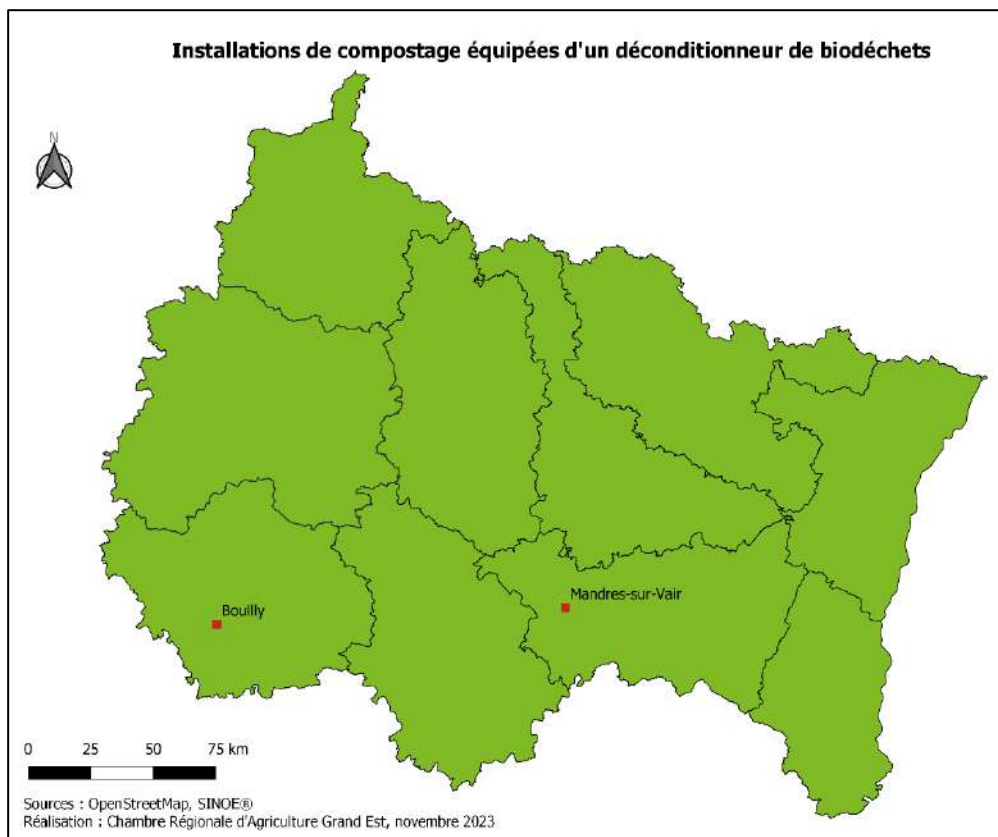 Installations de compostage équipées d'un déconditionneur de biodéchets
N
Mandres-sur-Vair
Bouilly
0 25 50 75 km
Sources : OpenStreetMap, SINOE®
Réalisation : Chambre Régionale d'Agriculture Grand Est, novembre 2023